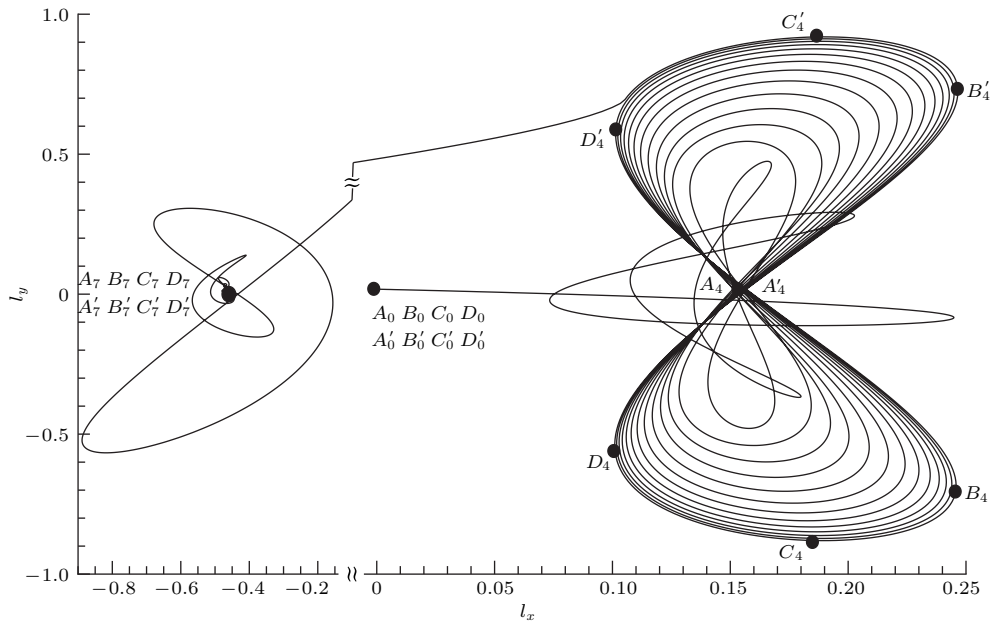 1.0
0.5
0
−0.5
−1.0
l_y
C′₄
B′₄
D′₄
A₇ B₇ C₇ D₇
A′₇ B′₇ C′₇ D′₇
A₀ B₀ C₀ D₀
A′₀ B′₀ C′₀ D′₀
A₄ A′₄
D₄
B₄
C₄
−0.8 −0.6 −0.4 −0.2 0 0.05 0.10 0.15 0.20 0.25
l_x